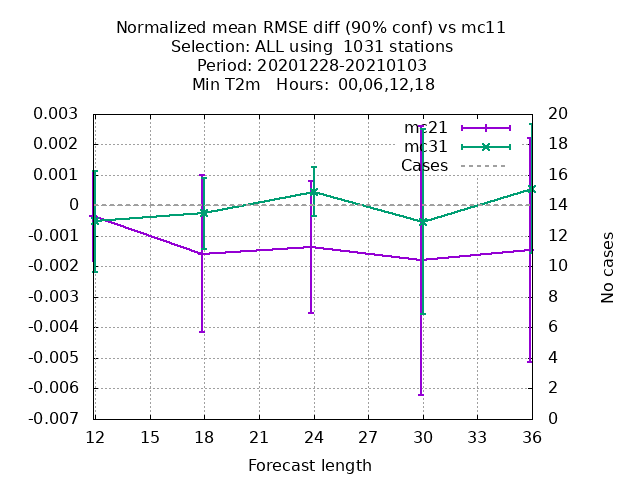 Normalized mean RMSE diff (90% conf) vs mc11
Selection: ALL using  1031 stations
Period: 20201228-20210103
Min T2m   Hours:  00,06,12,18
mc21
mc31
Cases
0.003
0.002
0.001
0
-0.001
-0.002
-0.003
-0.004
-0.005
-0.006
-0.007
20
18
16
14
12
10
8
6
4
2
0
No cases
12 15 18 21 24 27 30 33 36
Forecast length